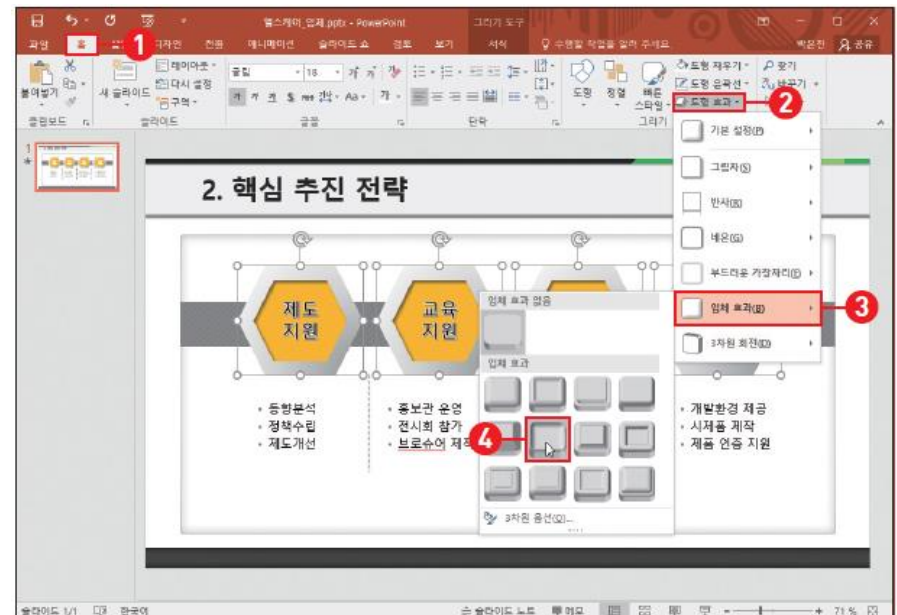 헬스케어_입체.pptx - PowerPoint
그리기 도구
파일 홈 디자인 전환 애니메이션 슬라이드 쇼 검토 보기 서식 수행할 작업을 알려 주세요. 박은진 공유
1
붙여넣기
새 슬라이드
레이아웃
다시 설정
구역
굴림 18
도형 정렬 빠른 스타일
도형 채우기
도형 윤곽선
도형 효과
찾기
바꾸기
2
클립보드 슬라이드 글꼴 단락 그리기
기본 설정(P)
그림자(S)
반사(R)
네온(G)
부드러운 가장자리(E)
입체 효과(B)
3
3차원 회전(D)
1
2. 핵심 추진 전략
제도
지원
교육
지원
입체 효과 없음
입체 효과
4
3차원 옵션(O)...
• 동향분석
• 정책수립
• 제도개선
• 홍보관 운영
• 전시회 참가
• 브로슈어 제작
• 개발환경 제공
• 시제품 제작
• 제품 인증 지원
슬라이드 1/1 한국어 슬라이드 노트 메모 71 %